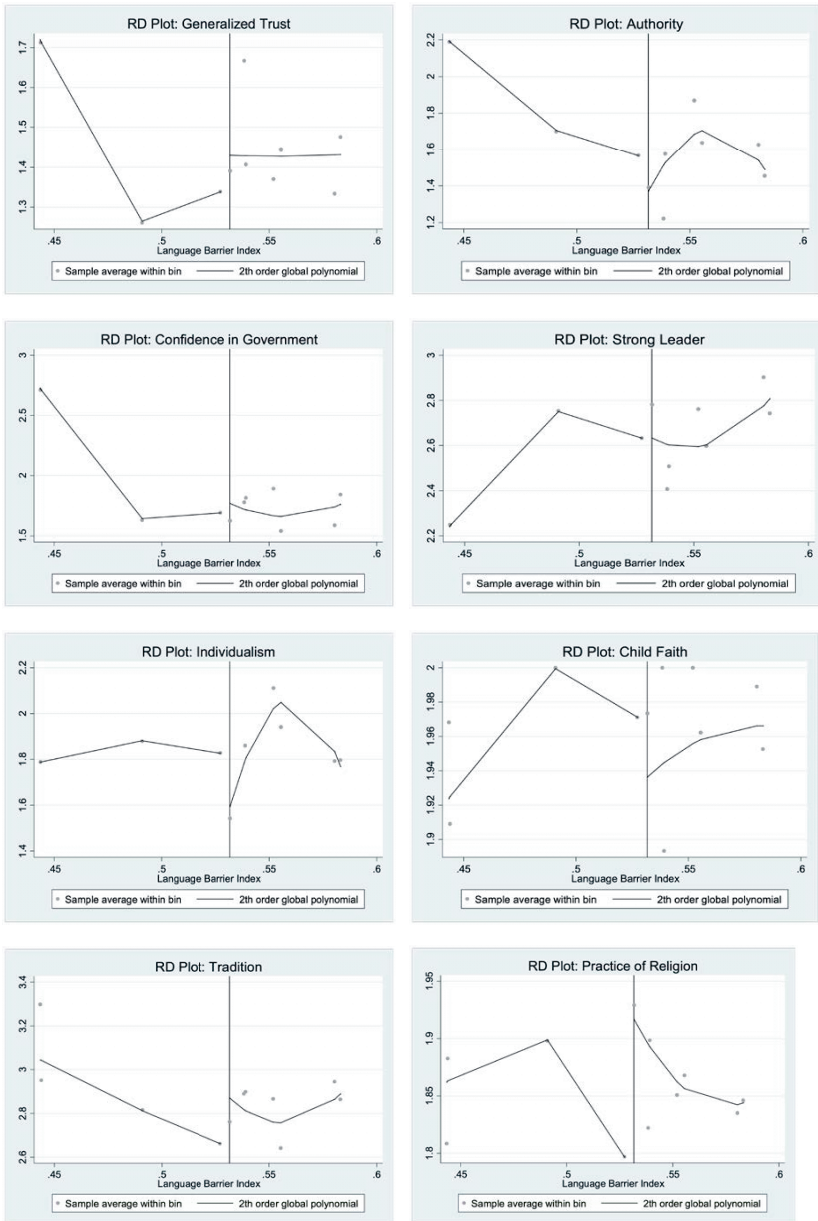 RD Plot: Generalized Trust
1.7
1.6
1.5
1.4
1.3
.45 .5 .55 .6
Language Barrier Index
Sample average within bin 2th order global polynomial
RD Plot: Authority
2.2
2
1.8
1.6
1.4
1.2
.45 .5 .55 .6
Language Barrier Index
Sample average within bin 2th order global polynomial
RD Plot: Confidence in Government
3
2.5
2
1.5
.45 .5 .55 .6
Language Barrier Index
Sample average within bin 2th order global polynomial
RD Plot: Strong Leader
3
2.8
2.6
2.4
2.2
.45 .5 .55 .6
Language Barrier Index
Sample average within bin 2th order global polynomial
RD Plot: Individualism
2.2
2
1.8
1.6
1.4
.45 .5 .55 .6
Language Barrier Index
Sample average within bin 2th order global polynomial
RD Plot: Child Faith
2
1.98
1.96
1.94
1.92
1.9
.45 .5 .55 .6
Language Barrier Index
Sample average within bin 2th order global polynomial
RD Plot: Tradition
3.4
3.2
3
2.8
2.6
.45 .5 .55 .6
Language Barrier Index
Sample average within bin 2th order global polynomial
RD Plot: Practice of Religion
1.95
1.9
1.85
1.8
.45 .5 .55 .6
Language Barrier Index
Sample average within bin 2th order global polynomial